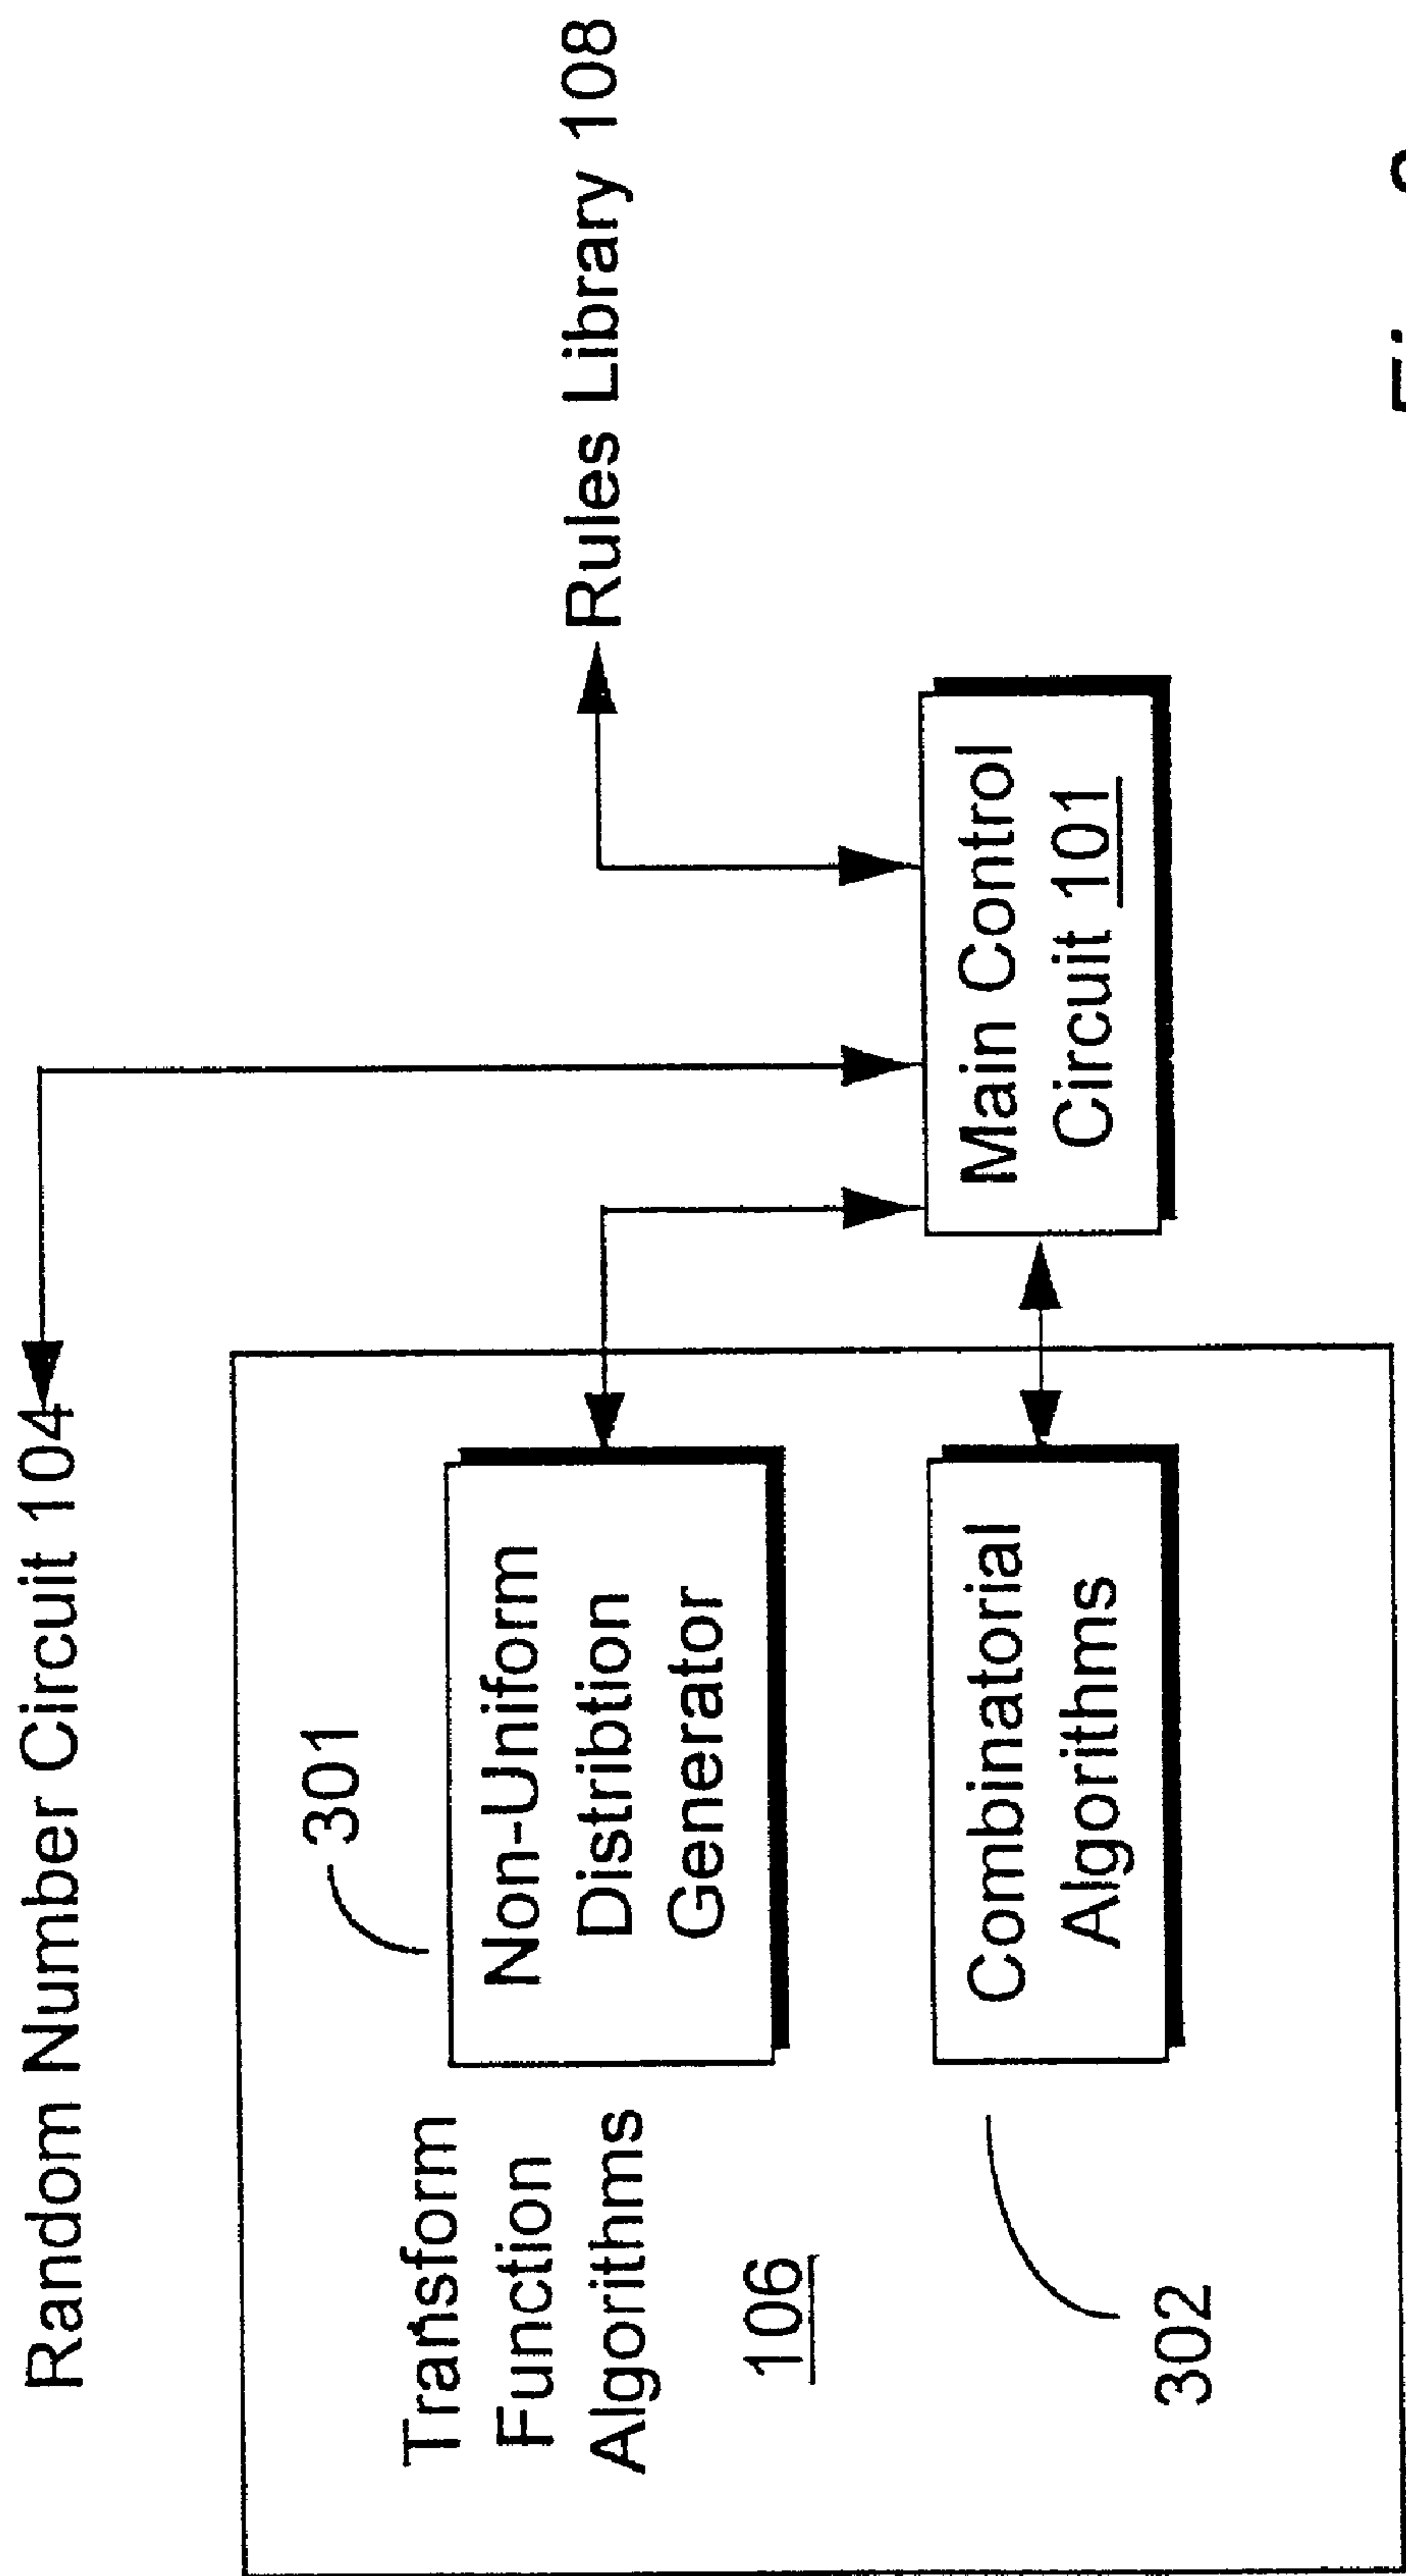 Random Number Circuit 104
Rules Library 108
Transform
Function
Algorithms
106
301
Non-Uniform
Distribtion
Generator
302
Combinatorial
Algorithms
Main Control
Circuit 101